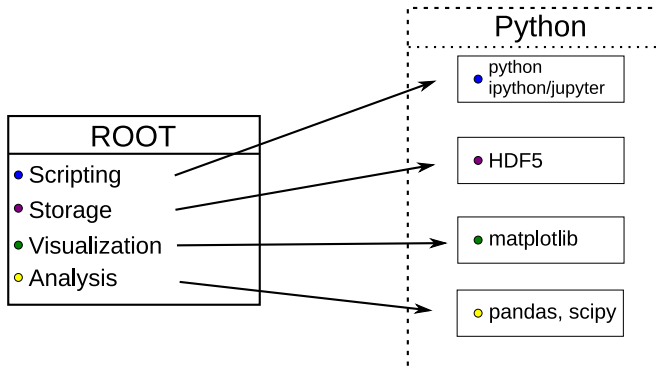 Python
python
ipython/jupyter
ROOT
Scripting
Storage
HDF5
Visualization
matplotlib
Analysis
pandas, scipy